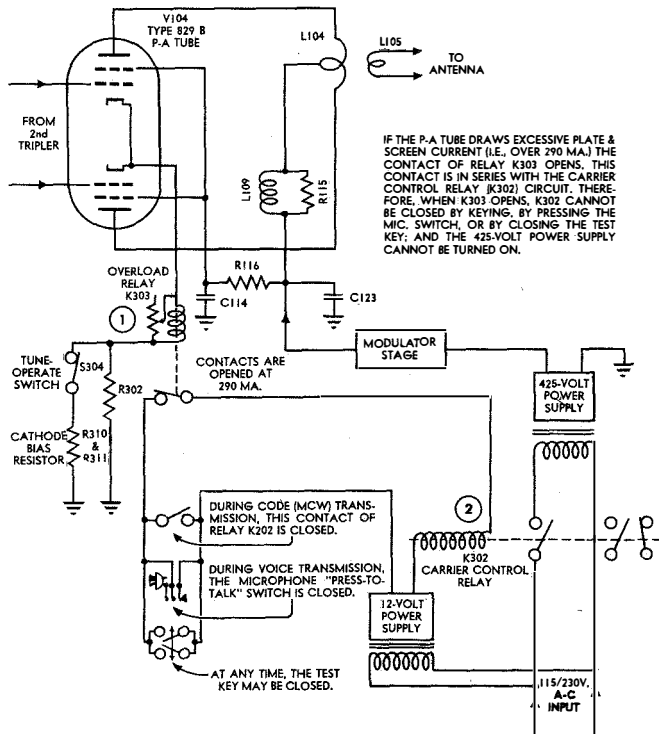 V104
TYPE 829 B
P-A TUBE
L104
L105
TO
ANTENNA
FROM
2nd
TRIPLER
IF THE P-A TUBE DRAWS EXCESSIVE PLATE &
SCREEN CURRENT (I.E., OVER 290 MA.) THE
CONTACT OF RELAY K303 OPENS. THIS
CONTACT IS IN SERIES WITH THE CARRIER
CONTROL RELAY (K302) CIRCUIT. THERE-
FORE, WHEN K303 OPENS, K302 CANNOT
BE CLOSED BY KEYING, BY PRESSING THE
MIC. SWITCH, OR BY CLOSING THE TEST
KEY; AND THE 425-VOLT POWER SUPPLY
CANNOT BE TURNED ON.
L109
R115
OVERLOAD
RELAY
K303
R116
C114
C123
1
MODULATOR
STAGE
TUNE-
OPERATE
SWITCH
S304
R302
CONTACTS ARE
OPENED AT
290 MA.
425-VOLT
POWER
SUPPLY
CATHODE
BIAS
RESISTOR
R310
&
R311
DURING CODE (MCW) TRANS-
MISSION, THIS CONTACT OF
RELAY K202 IS CLOSED.
2
K302
CARRIER CONTROL
RELAY
DURING VOICE TRANSMISSION,
THE MICROPHONE "PRESS-TO-
TALK" SWITCH IS CLOSED.
12-VOLT
POWER
SUPPLY
AT ANY TIME, THE TEST
KEY MAY BE CLOSED.
115/230V.
A-C
INPUT